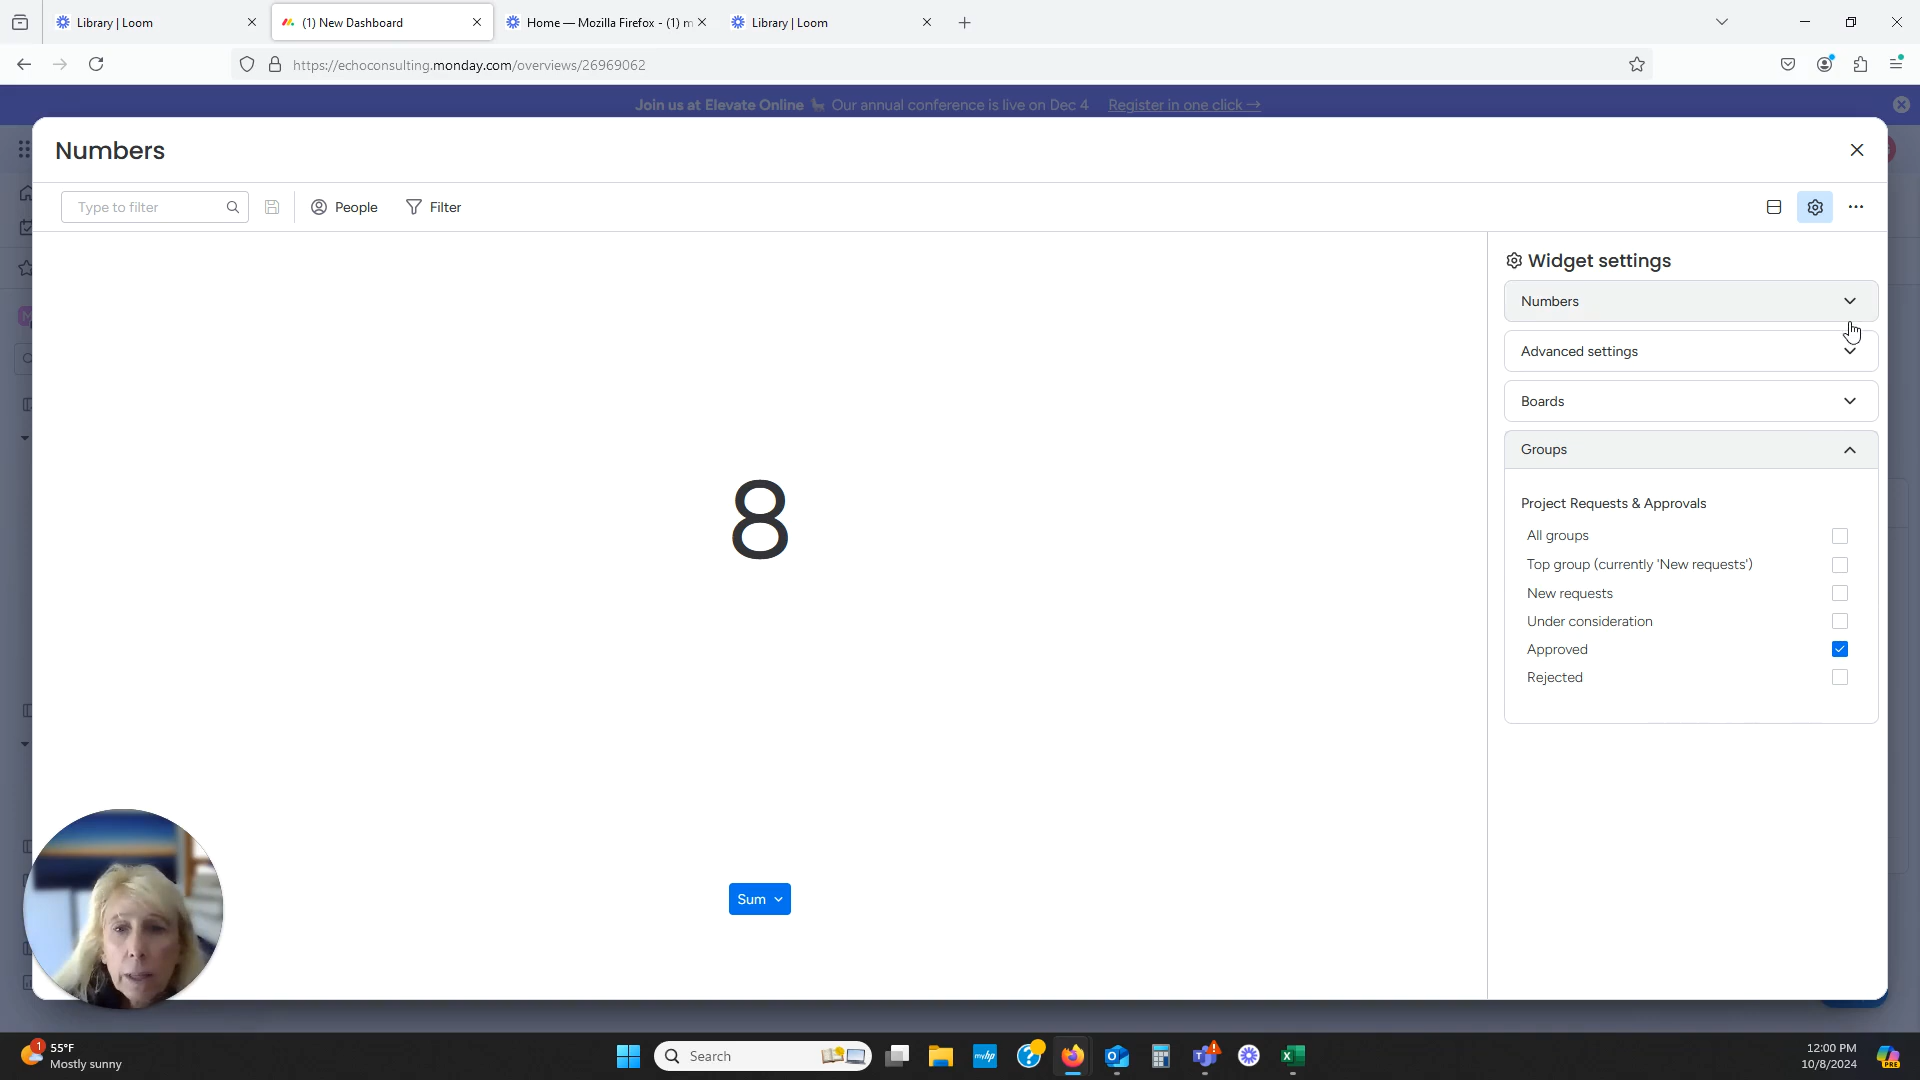 Library | Loom
(1) New Dashboard
Home — Mozilla Firefox - (1) m
Library | Loom
https://echoconsulting.monday.com/overviews/26969062
Join us at Elevate Online Our annual conference is live on Dec 4 Register in one click →
Numbers
Type to filter
People
Filter
Widget settings
Numbers
Advanced settings
Boards
Groups
Project Requests & Approvals
All groups
Top group (currently 'New requests')
New requests
Under consideration
Approved
Rejected
8
Sum
1
55°F
Mostly sunny
Search
myhp
12:00 PM
10/8/2024
PRE